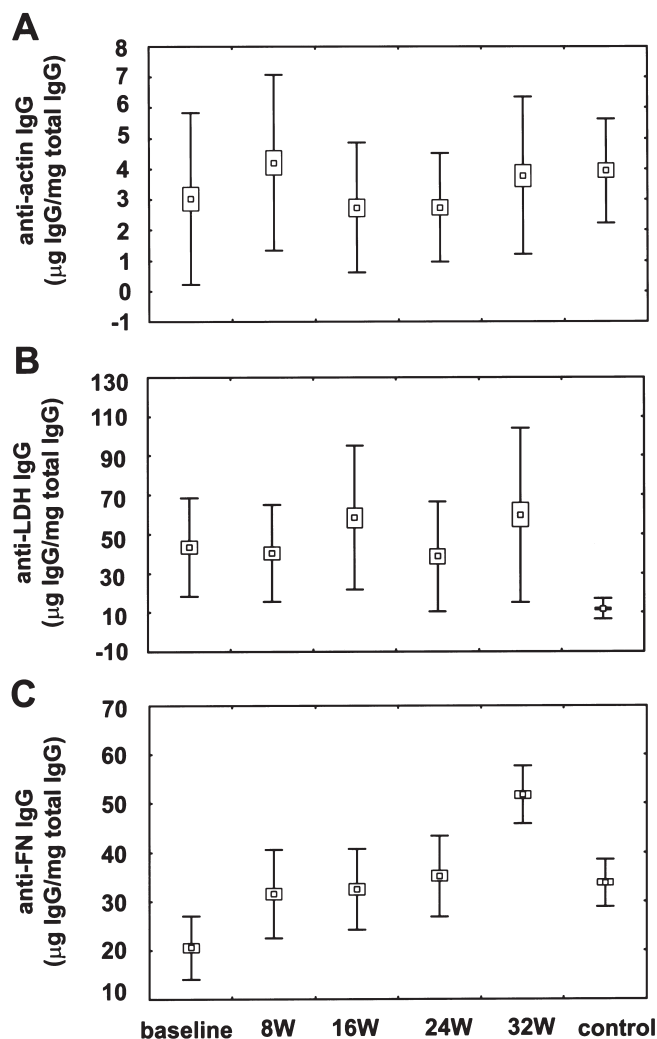 A
anti-actin IgG
(µg IgG/mg total IgG)
8
7
6
5
4
3
2
1
0
-1
B
anti-LDH IgG
(µg IgG/mg total IgG)
130
110
90
70
50
30
10
-10
C
anti-FN IgG
(µg IgG/mg total IgG)
70
60
50
40
30
20
10
baseline 8W 16W 24W 32W control